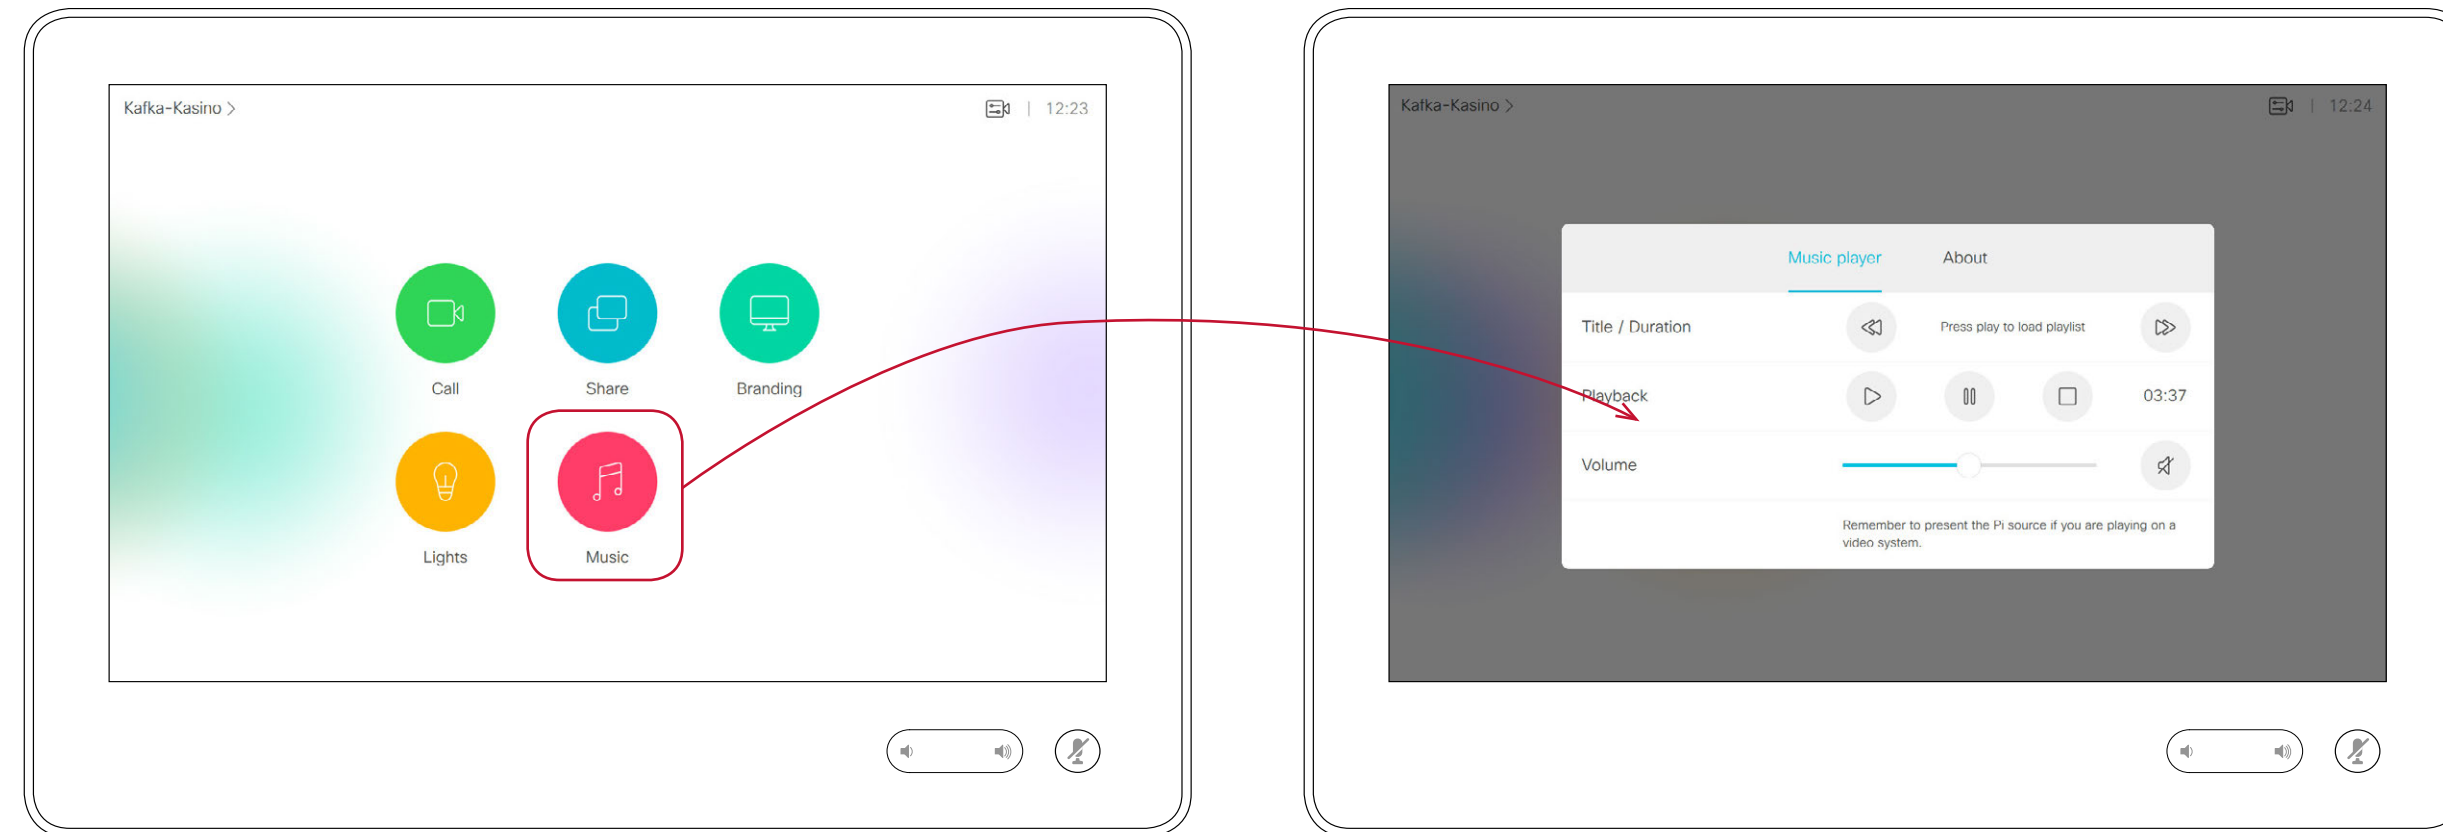 Kafka-Kasino >
12:23
Call
Share
Branding
Lights
Music
Kafka-Kasino >
12:24
Music player
About
Title / Duration
Press play to load playlist
Playback
03:37
Volume
Remember to present the Pi source if you are playing on a
video system.